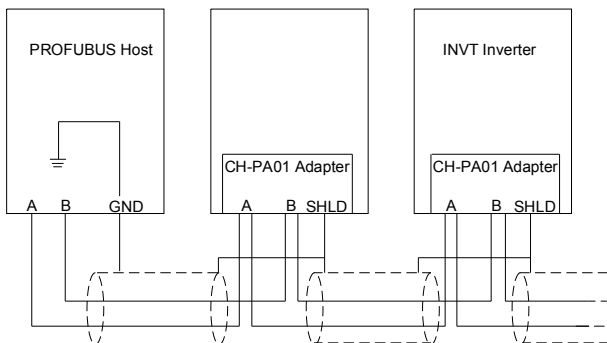 PROFUBUS Host
INVT Inverter
CH-PA01 Adapter
CH-PA01 Adapter
A B GND
A B SHLD
A B SHLD